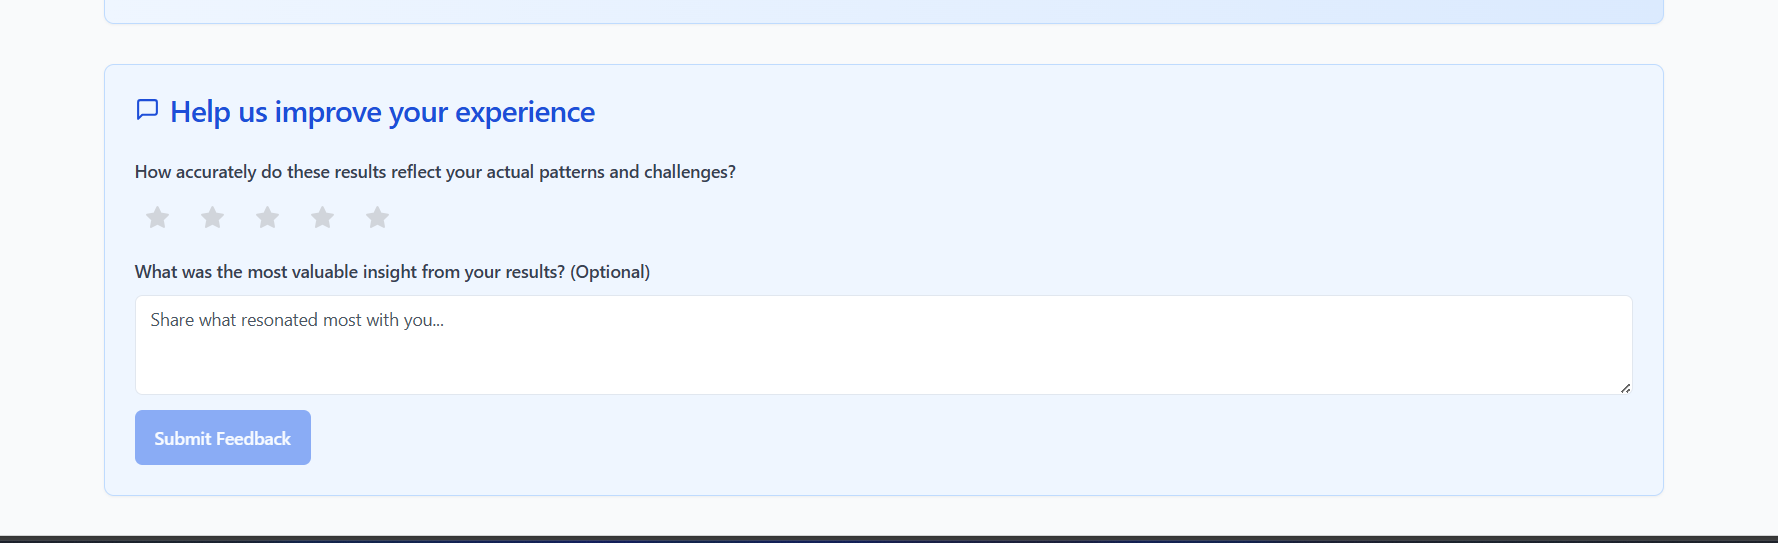 Help us improve your experience
How accurately do these results reflect your actual patterns and challenges?
What was the most valuable insight from your results? (Optional)
Share what resonated most with you...
Submit Feedback